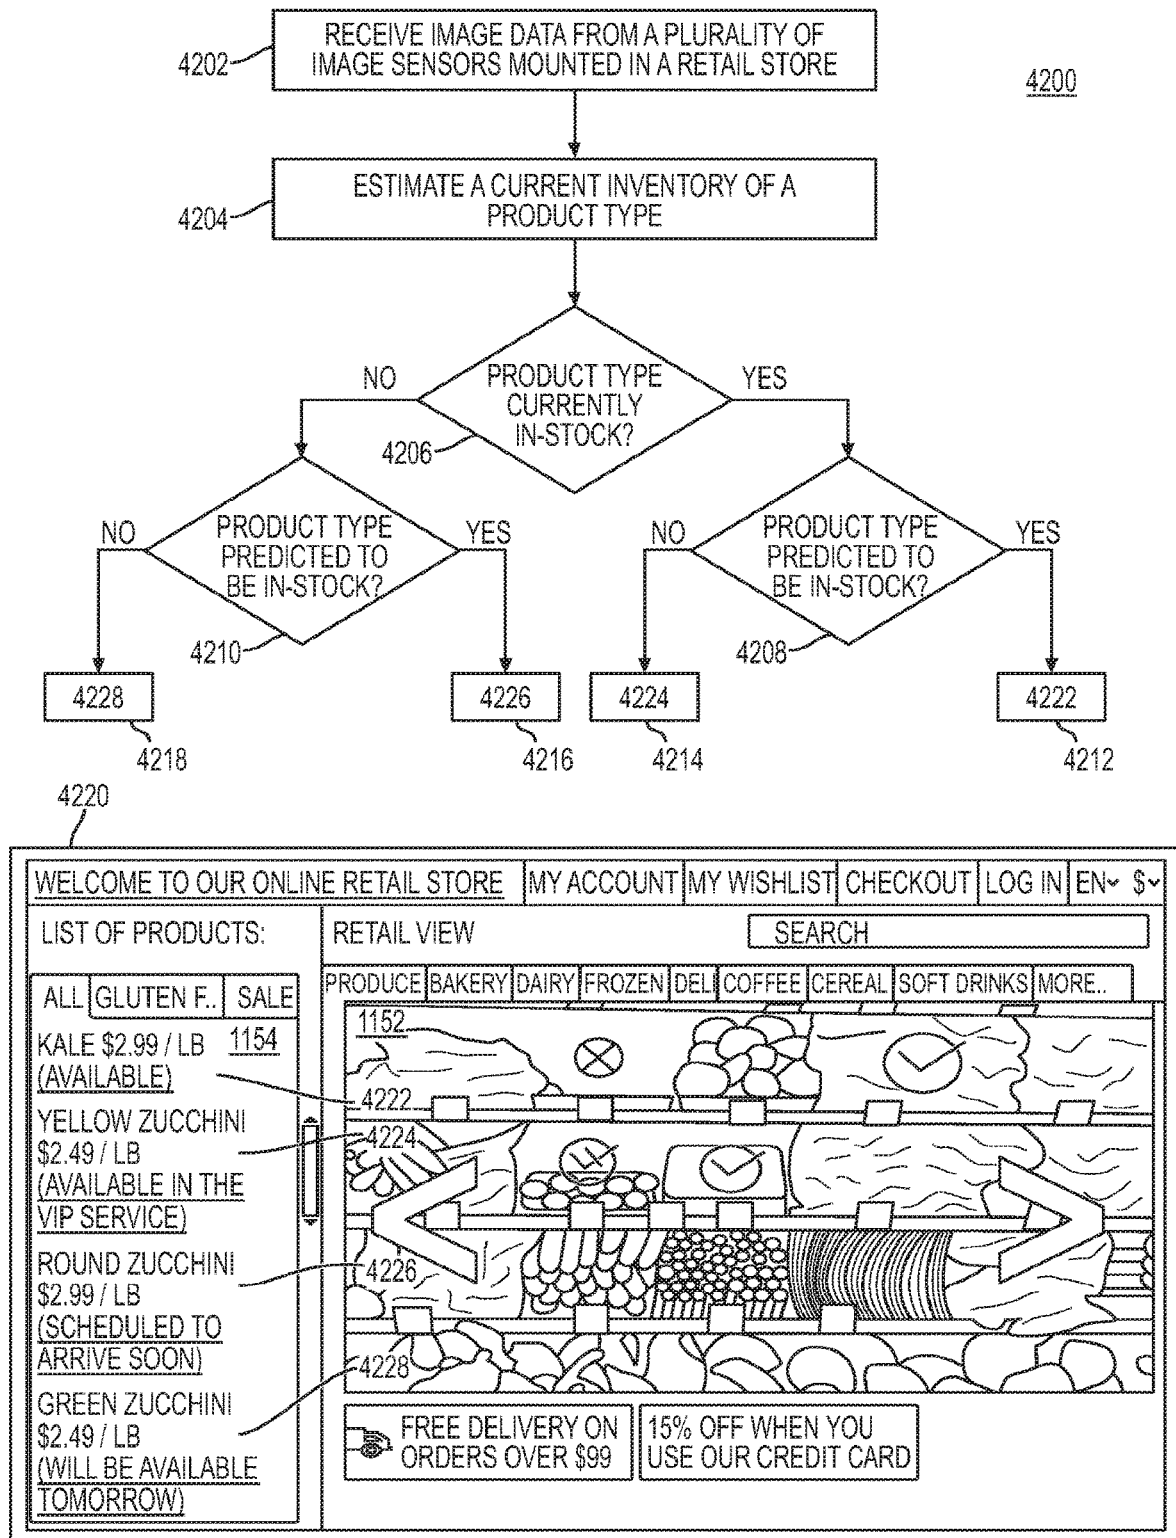 RECEIVE IMAGE DATA FROM A PLURALITY OF
IMAGE SENSORS MOUNTED IN A RETAIL STORE
4202
4200
ESTIMATE A CURRENT INVENTORY OF A
PRODUCT TYPE
4204
NO
PRODUCT TYPE
CURRENTLY
IN-STOCK?
YES
4206
NO
PRODUCT TYPE
PREDICTED TO
BE IN-STOCK?
YES
4210
NO
PRODUCT TYPE
PREDICTED TO
BE IN-STOCK?
YES
4208
4228
4226
4224
4222
4218
4216
4214
4212
4220
WELCOME TO OUR ONLINE RETAIL STORE
MY ACCOUNT
MY WISHLIST
CHECKOUT
LOG IN
EN
$
LIST OF PRODUCTS:
RETAIL VIEW
SEARCH
ALL
GLUTEN F..
SALE
PRODUCE
BAKERY
DAIRY
FROZEN
DELI
COFFEE
CEREAL
SOFT DRINKS
MORE..
KALE $2.99 / LB
1154
(AVAILABLE)
YELLOW ZUCCHINI
$2.49 / LB
(AVAILABLE IN THE
VIP SERVICE)
ROUND ZUCCHINI
$2.99 / LB
(SCHEDULED TO
ARRIVE SOON)
GREEN ZUCCHINI
$2.49 / LB
(WILL BE AVAILABLE
TOMORROW)
1152
4222
4224
4226
4228
FREE DELIVERY ON
ORDERS OVER $99
15% OFF WHEN YOU
USE OUR CREDIT CARD